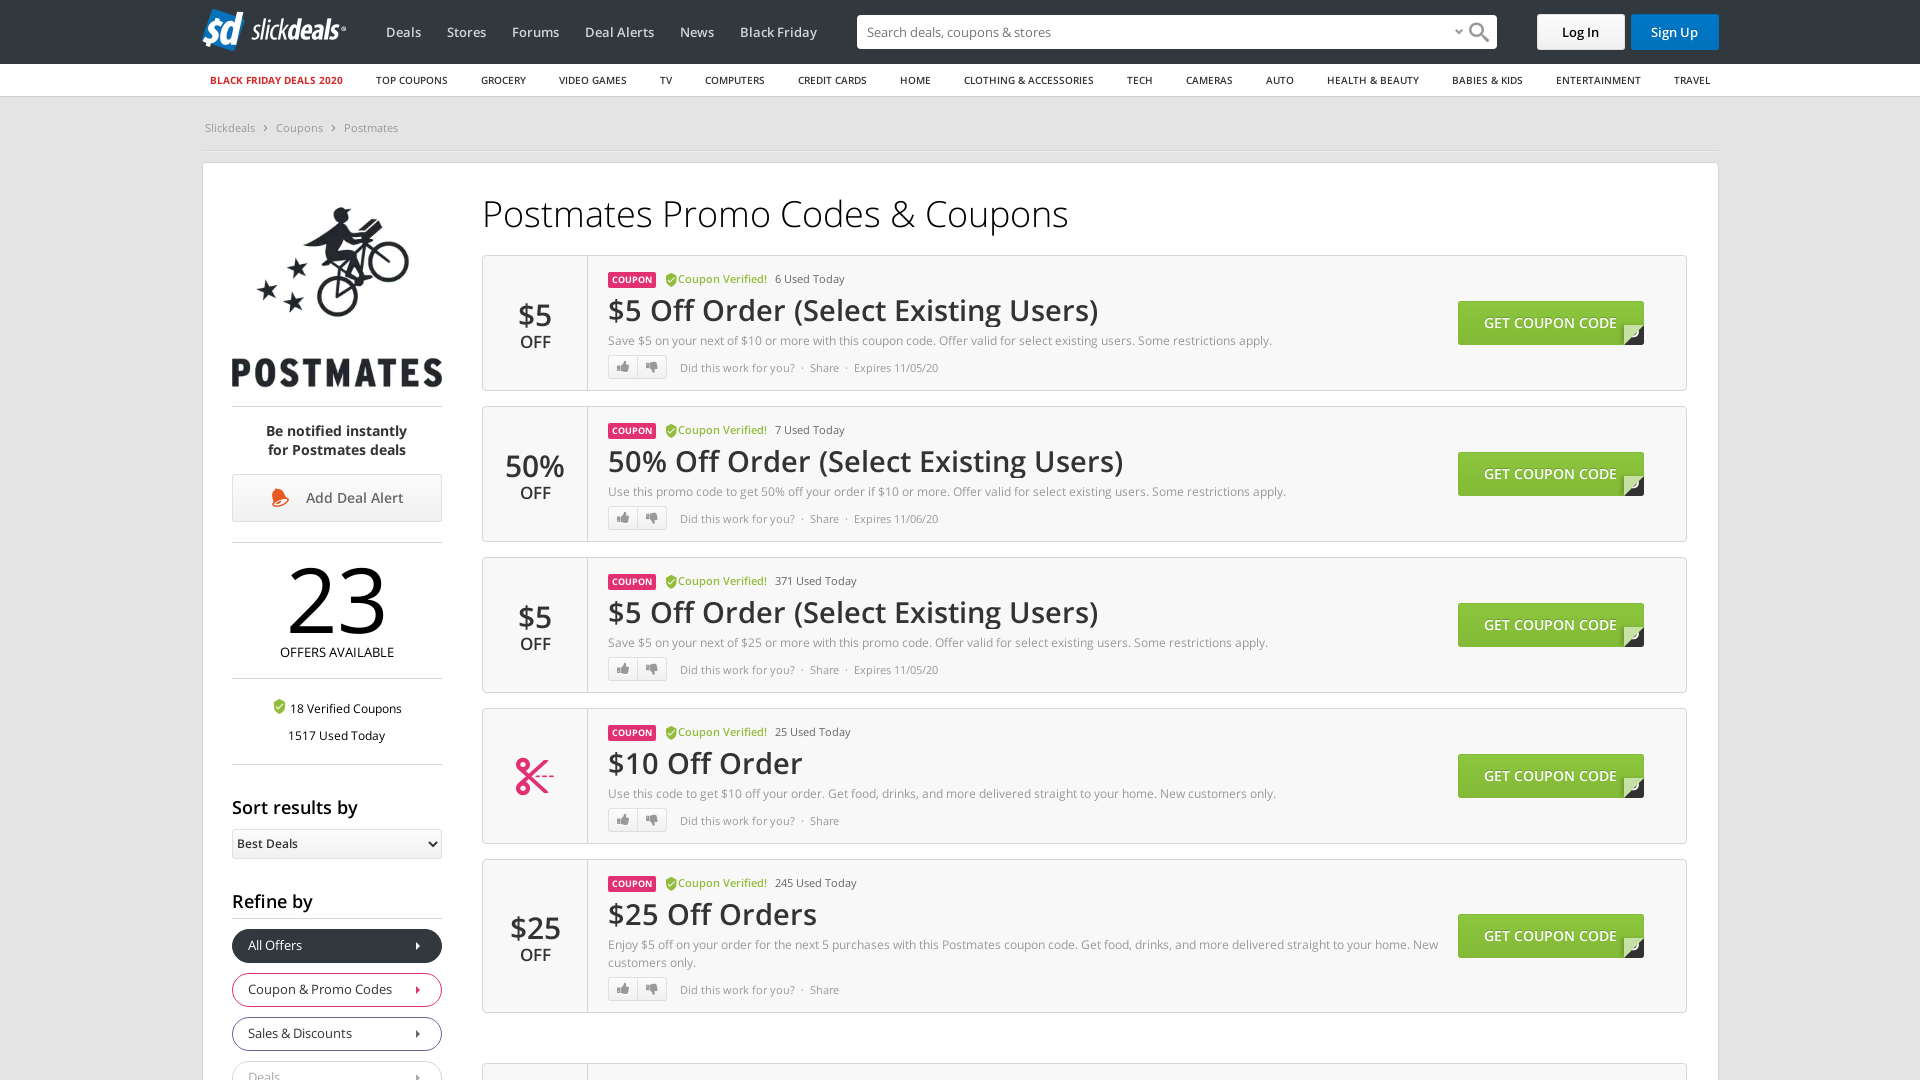 sd slickdeals
Deals Stores Forums Deal Alerts News Black Friday Search deals, coupons & stores Log In Sign Up
BLACK FRIDAY DEALS 2020 TOP COUPONS GROCERY VIDEO GAMES TV COMPUTERS CREDIT CARDS HOME CLOTHING & ACCESSORIES TECH CAMERAS AUTO HEALTH & BEAUTY BABIES & KIDS ENTERTAINMENT TRAVEL
Slickdeals › Coupons › Postmates
POSTMATES
Be notified instantly
for Postmates deals
Add Deal Alert
23
OFFERS AVAILABLE
18 Verified Coupons
1517 Used Today
Sort results by
Best Deals
Refine by
All Offers
Coupon & Promo Codes
Sales & Discounts
Deals
Postmates Promo Codes & Coupons
$5
OFF
COUPON Coupon Verified! 6 Used Today
$5 Off Order (Select Existing Users)
Save $5 on your next of $10 or more with this coupon code. Offer valid for select existing users. Some restrictions apply.
Did this work for you? · Share · Expires 11/05/20
GET COUPON CODE
50%
OFF
COUPON Coupon Verified! 7 Used Today
50% Off Order (Select Existing Users)
Use this promo code to get 50% off your order if $10 or more. Offer valid for select existing users. Some restrictions apply.
Did this work for you? · Share · Expires 11/06/20
GET COUPON CODE
$5
OFF
COUPON Coupon Verified! 371 Used Today
$5 Off Order (Select Existing Users)
Save $5 on your next of $25 or more with this promo code. Offer valid for select existing users. Some restrictions apply.
Did this work for you? · Share · Expires 11/05/20
GET COUPON CODE
COUPON Coupon Verified! 25 Used Today
$10 Off Order
Use this code to get $10 off your order. Get food, drinks, and more delivered straight to your home. New customers only.
Did this work for you? · Share
GET COUPON CODE
$25
OFF
COUPON Coupon Verified! 245 Used Today
$25 Off Orders
Enjoy $5 off on your order for the next 5 purchases with this Postmates coupon code. Get food, drinks, and more delivered straight to your home. New
customers only.
Did this work for you? · Share
GET COUPON CODE